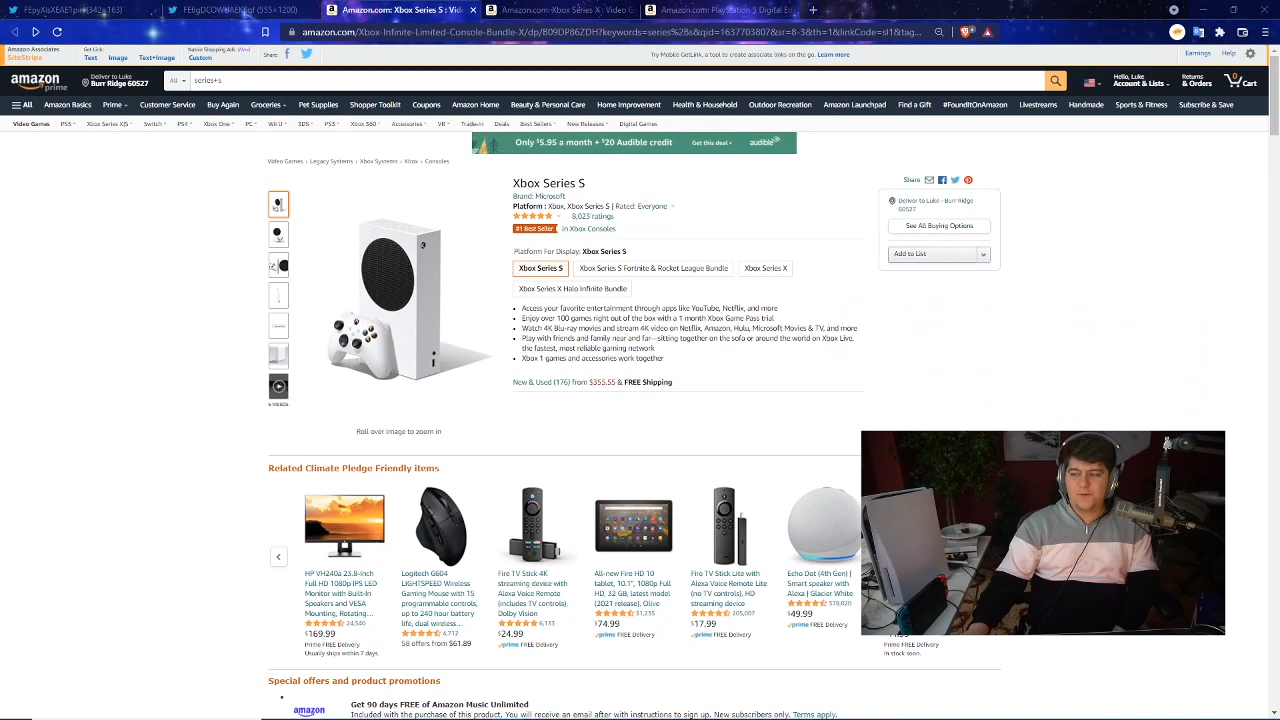 FEpyXisXEAE1pvi (342×163)
FE6gDCOWUAEKfqf (555×1200)
Amazon.com: Xbox Series S : Vide
Amazon.com: Xbox Series X : Video G
Amazon.com: PlayStation 5 Digital Edi
amazon.com/Xbox-Infinite-Limited-Console-Bundle-X/dp/B09DP86ZDH?keywords=series%2Bs&qid=1637703807&sr=8-3&th=1&linkCode=sl1&tag...
Amazon Associates
SiteStripe
Get Link:
Text Image Text+Image
Native Shopping Ads (New)
Custom
Share:
Try Mobile GetLink, a tool to create associate links on the go. Learn more
Earnings Help
amazon
prime
Deliver to Luke
Burr Ridge 60527
All
series+s
Hello, Luke
Account & Lists
Returns
& Orders
0
Cart
All Amazon Basics Prime Customer Service Buy Again Groceries Pet Supplies Shopper Toolkit Coupons Amazon Home Beauty & Personal Care Home Improvement Health & Household Outdoor Recreation Amazon Launchpad Find a Gift #FoundItOnAmazon Livestreams Handmade Sports & Fitness Subscribe & Save
Video Games PS5 Xbox Series X|S Switch PS4 Xbox One PC Wii U 3DS PS3 Xbox 360 Accessories VR Trade-In Deals Best Sellers New Releases Digital Games
Only $5.95 a month + $20 Audible credit Get this deal › audible
Video Games › Legacy Systems › Xbox Systems › Xbox › Consoles
Xbox Series S
Brand: Microsoft
Platform : Xbox, Xbox Series S | Rated: Everyone
8,023 ratings
#1 Best Seller in Xbox Consoles
Platform For Display: Xbox Series S
Xbox Series S
Xbox Series S Fortnite & Rocket League Bundle
Xbox Series X
Xbox Series X Halo Infinite Bundle
• Access your favorite entertainment through apps like YouTube, Netflix, and more
• Enjoy over 100 games right out of the box with a 1 month Xbox Game Pass trial
• Watch 4K Blu-ray movies and stream 4K video on Netflix, Amazon, Hulu, Microsoft Movies & TV, and more
• Play with friends and family near and far—sitting together on the sofa or around the world on Xbox Live,
the fastest, most reliable gaming network
• Xbox 1 games and accessories work together
New & Used (176) from $355.55 & FREE Shipping
6 VIDEOS
Roll over image to zoom in
Share
Deliver to Luke - Burr Ridge
60527
See All Buying Options
Add to List
Related Climate Pledge Friendly items
HP VH240a 23.8-Inch
Full HD 1080p IPS LED
Monitor with Built-In
Speakers and VESA
Mounting, Rotating...
24,540
$169.99
Prime FREE Delivery
Usually ships within 7 days.
Logitech G604
LIGHTSPEED Wireless
Gaming Mouse with 15
programmable controls,
up to 240 hour battery
life, dual wireless...
4,712
58 offers from $61.89
Fire TV Stick 4K
streaming device with
Alexa Voice Remote
(includes TV controls),
Dolby Vision
6,133
$24.99
prime FREE Delivery
All-new Fire HD 10
tablet, 10.1", 1080p Full
HD, 32 GB, latest model
(2021 release), Olive
31,235
$74.99
prime FREE Delivery
Fire TV Stick Lite with
Alexa Voice Remote Lite
(no TV controls), HD
streaming device
205,007
$17.99
prime FREE Delivery
Echo Dot (4th Gen) |
Smart speaker with
Alexa | Glacier White
378,020
$49.99
prime FREE Delivery
Prime FREE Delivery
In stock soon.
Special offers and product promotions
•
amazon
Get 90 days FREE of Amazon Music Unlimited
Included with the purchase of this product. You will receive an email after with instructions to sign up. New subscribers only. Terms apply.